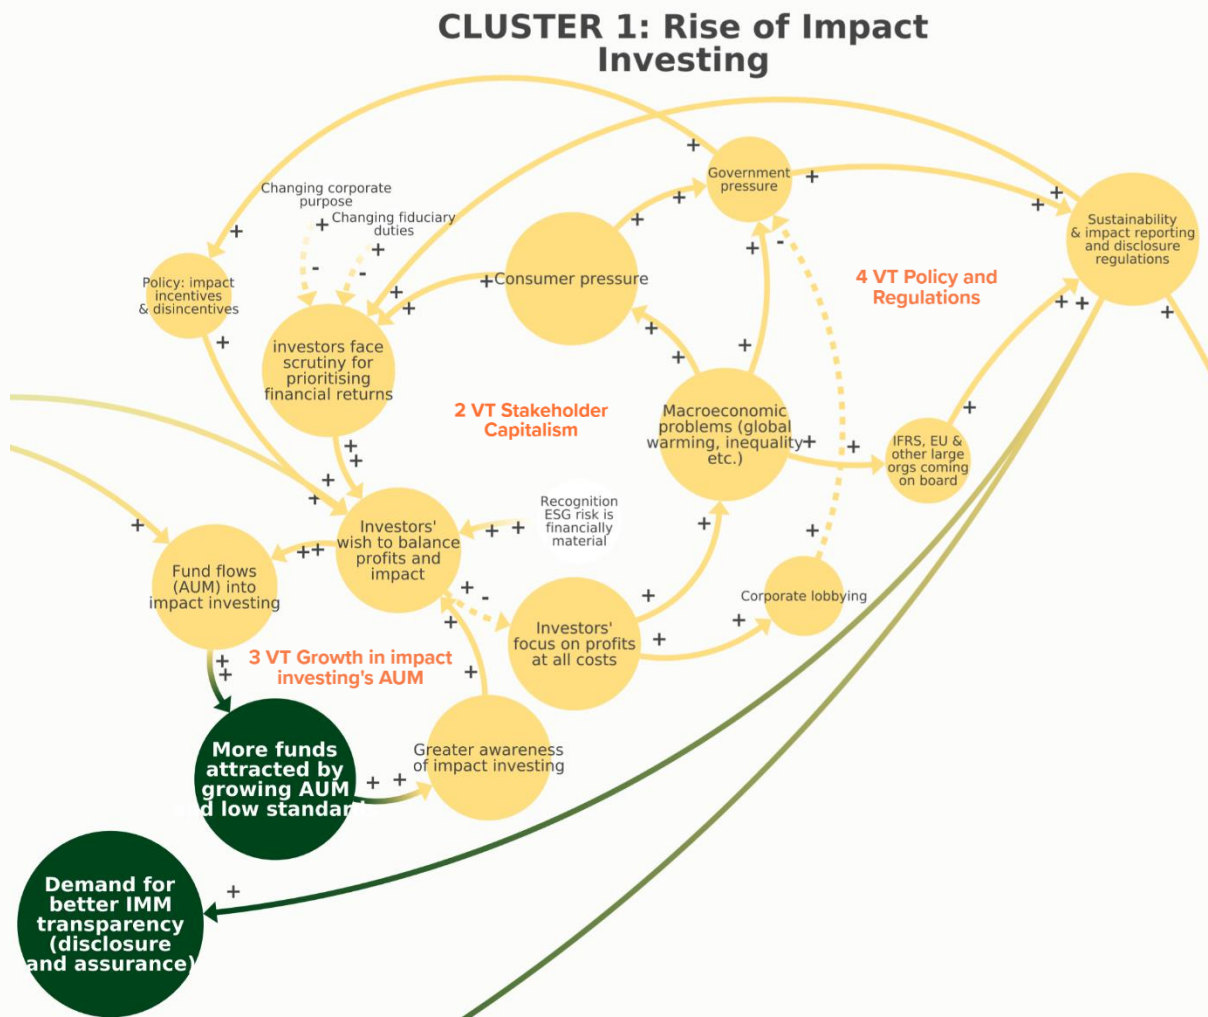 CLUSTER 1: Rise of Impact
Investing
Government
pressure
Changing corporate
purpose
Changing fiduciary
duties
Sustainability
& impact reporting
and disclosure
regulations
Consumer pressure
4 VT Policy and
Regulations
Policy: impact
incentives
& disincentives
investors face
scrutiny for
prioritising
financial returns
2 VT Stakeholder
Capitalism
Macroeconomic
problems (global
warming, inequality
etc.)
IFRS, EU &
other large
orgs coming
on board
Recognition
ESG risk is
financially
material
Investors'
wish to balance
profits and
impact
Fund flows
(AUM) into
impact investing
Corporate lobbying
Investors'
focus on profits
at all costs
3 VT Growth in impact
investing's AUM
More funds
attracted by
growing AUM
and low standard
Greater awareness
of impact investing
Demand for
better IMM
transparency
(disclosure
and assurance)